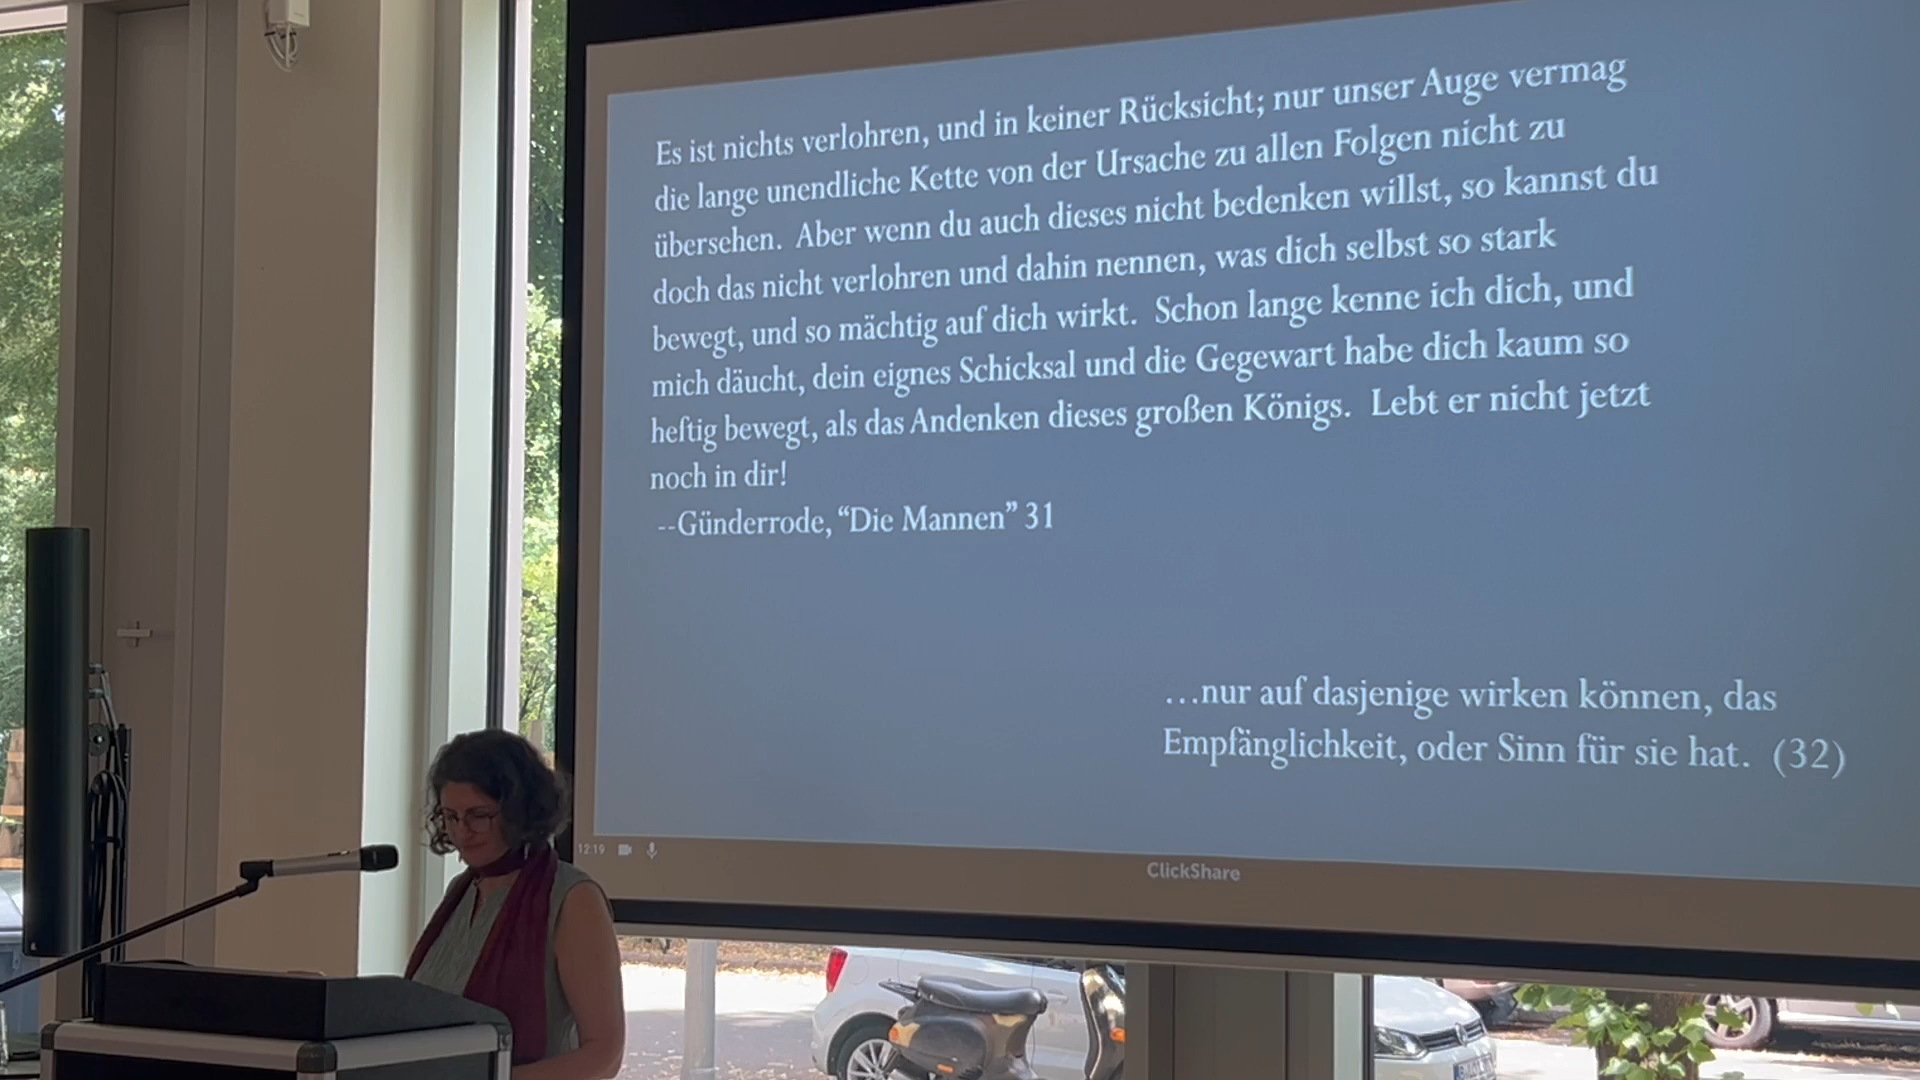 Es ist nichts verlohren, und in keiner Rücksicht; nur unser Auge vermag
die lange unendliche Kette von der Ursache zu allen Folgen nicht zu
übersehen. Aber wenn du auch dieses nicht bedenken willst, so kannst du
doch das nicht verlohren und dahin nennen, was dich selbst so stark
bewegt, und so mächtig auf dich wirkt. Schon lange kenne ich dich, und
mich däucht, dein eignes Schicksal und die Gegewart habe dich kaum so
heftig bewegt, als das Andenken dieses großen Königs. Lebt er nicht jetzt
noch in dir!
--Günderrode, “Die Mannen” 31
…nur auf dasjenige wirken können, das
Empfänglichkeit, oder Sinn für sie hat. (32)
12:19
ClickShare